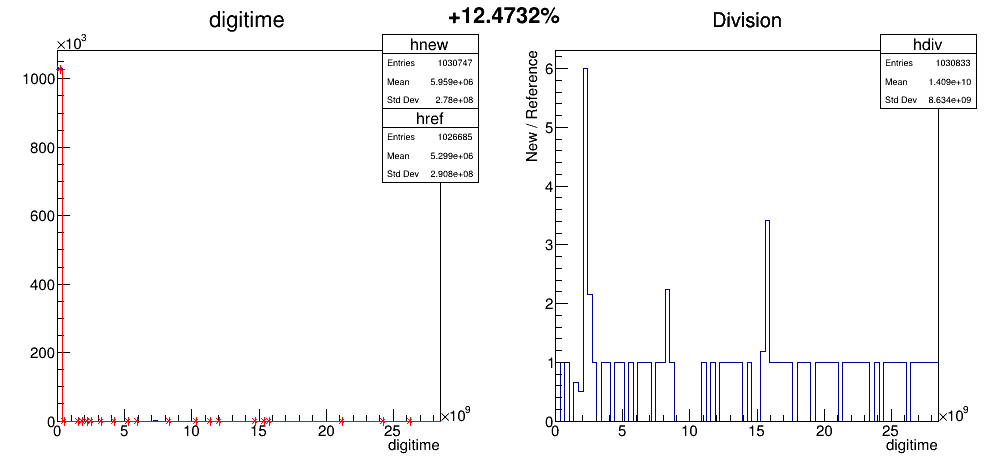 +12.4732%
digitime
×10³
1000
800
600
400
200
0
0 5 10 15 20 25
×10⁹
digitime
hnew
Entries 1030747
Mean 5.959e+06
Std Dev 2.78e+08
href
Entries 1026685
Mean 5.299e+06
Std Dev 2.908e+08
Division
New / Reference
6
5
4
3
2
1
0
0 5 10 15 20 25
×10⁹
digitime
hdiv
Entries 1030833
Mean 1.409e+10
Std Dev 8.634e+09